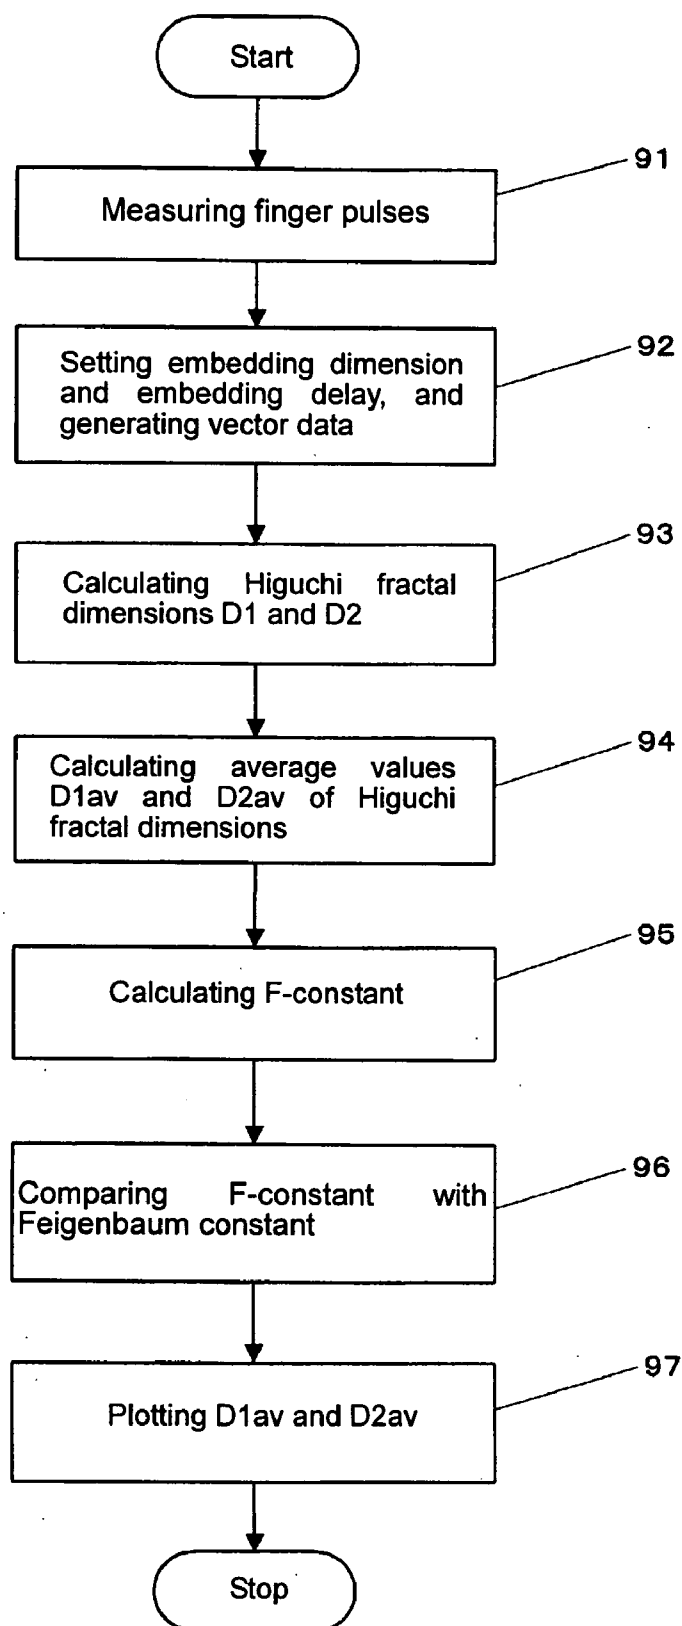 Start
91
Measuring finger pulses
92
Setting embedding dimension
and embedding delay, and
generating vector data
93
Calculating Higuchi fractal
dimensions D1 and D2
94
Calculating average values
D1av and D2av of Higuchi
fractal dimensions
95
Calculating F-constant
96
Comparing F-constant with
Feigenbaum constant
97
Plotting D1av and D2av
Stop